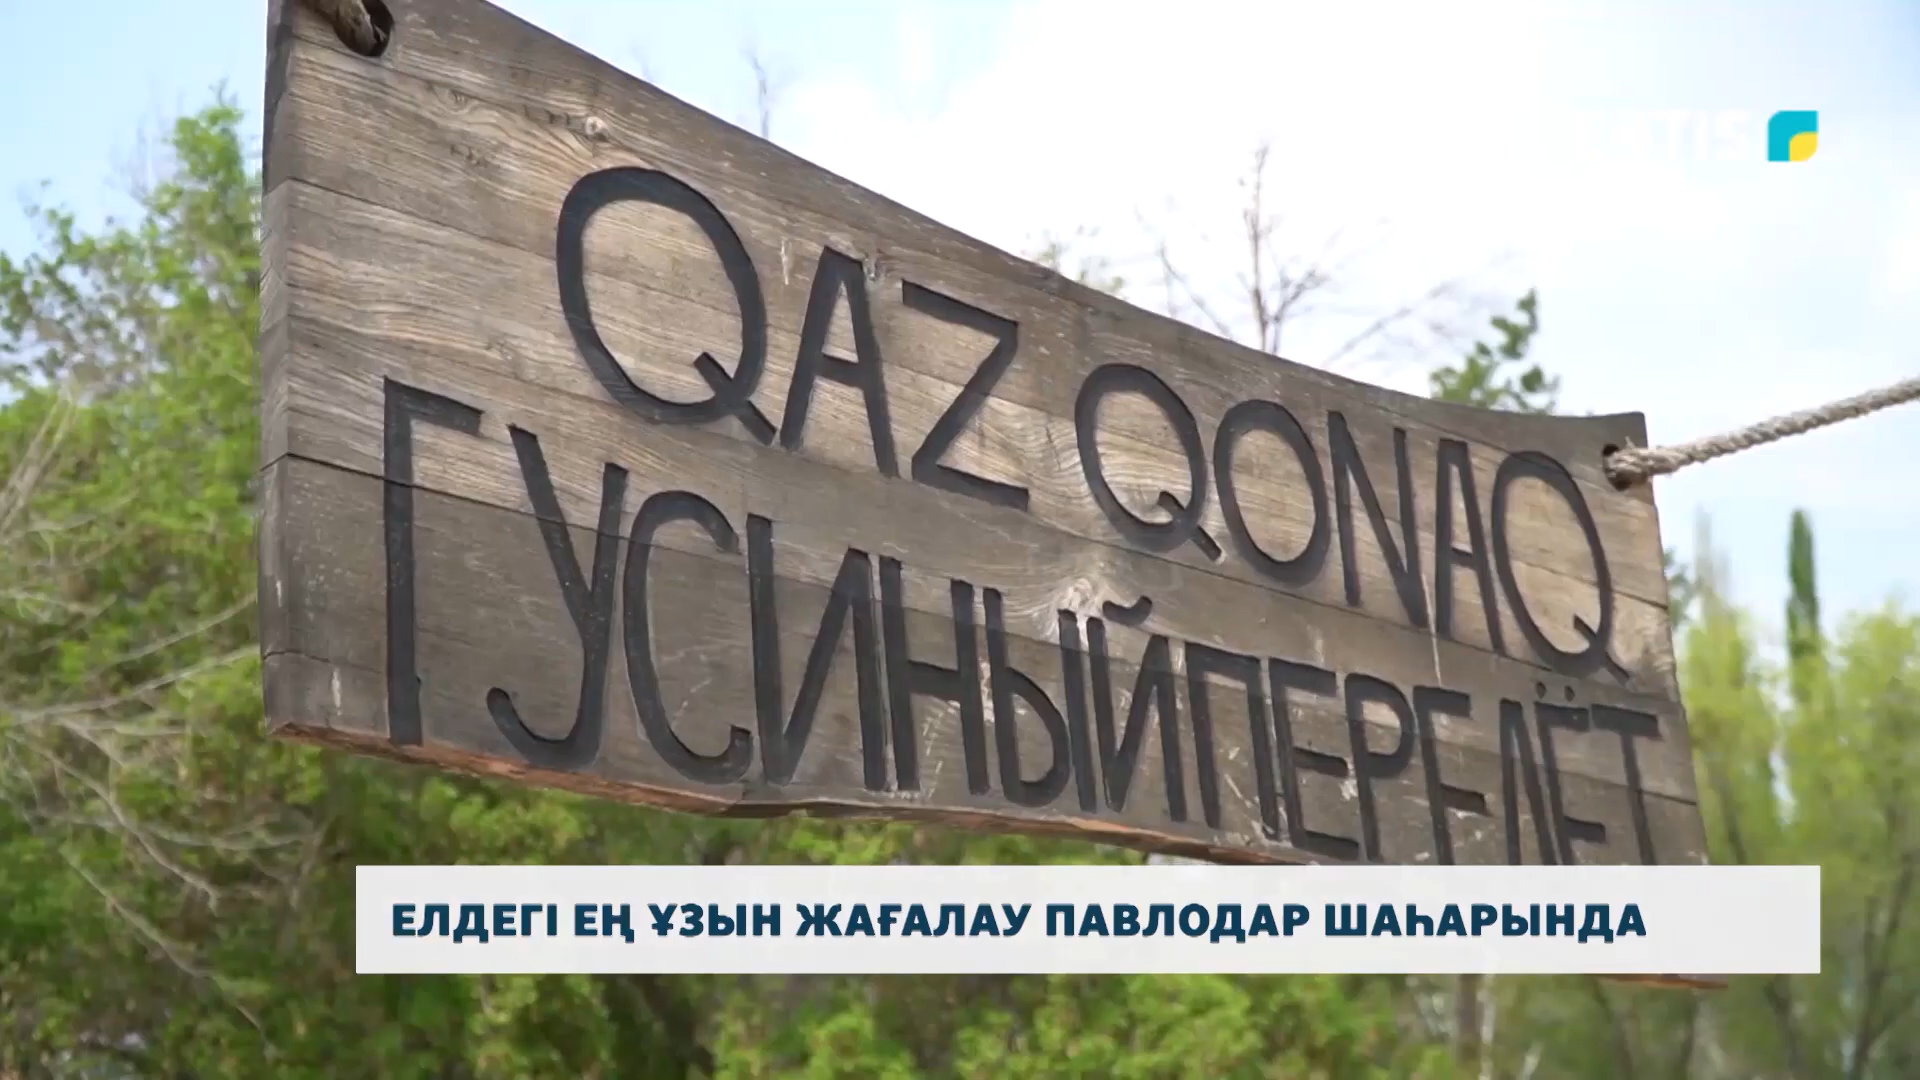 QAZ QONAQ
ГУСИНЫЙ ПЕРЕЛЁТ
ЕЛДЕГІ ЕҢ ҰЗЫН ЖАҒАЛАУ ПАВЛОДАР ШАҺАРЫНДА